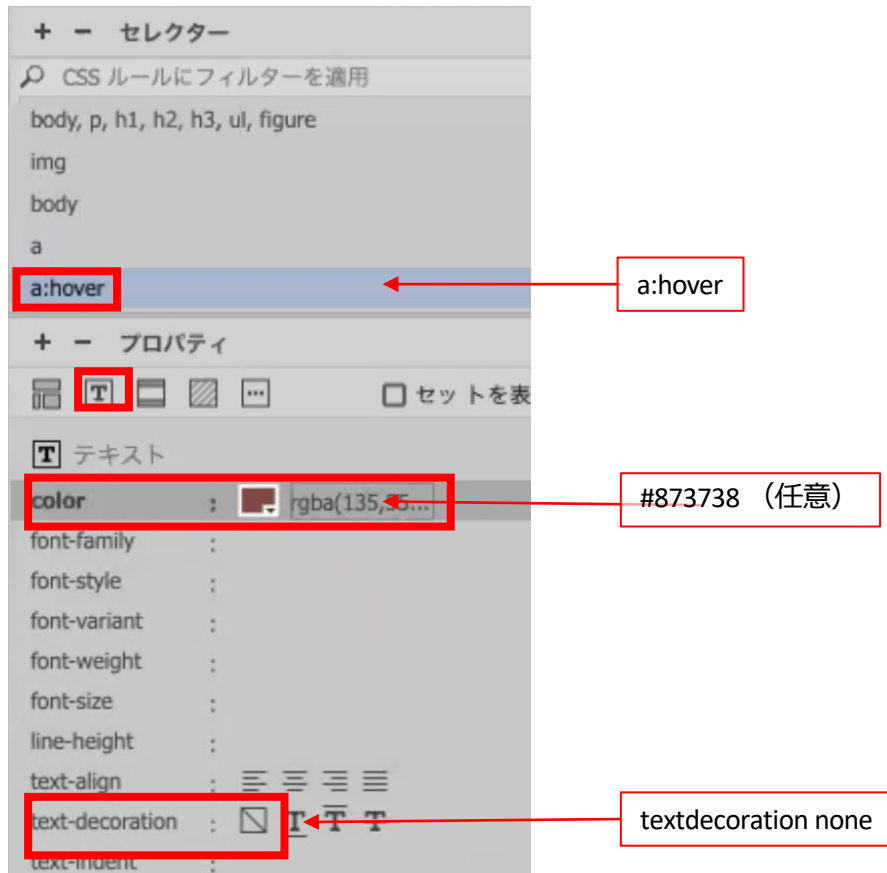 + - セレクター
CSS ルールにフィルターを適用
body, p, h1, h2, h3, ul, figure
img
body
a
a:hover
a:hover
+ - プロパティ
T
セットを表
T テキスト
color : rgba(135,55...
#873738 （任意）
font-family :
font-style :
font-variant :
font-weight :
font-size :
line-height :
text-align :
text-decoration : T T T
textdecoration none
text-indent :